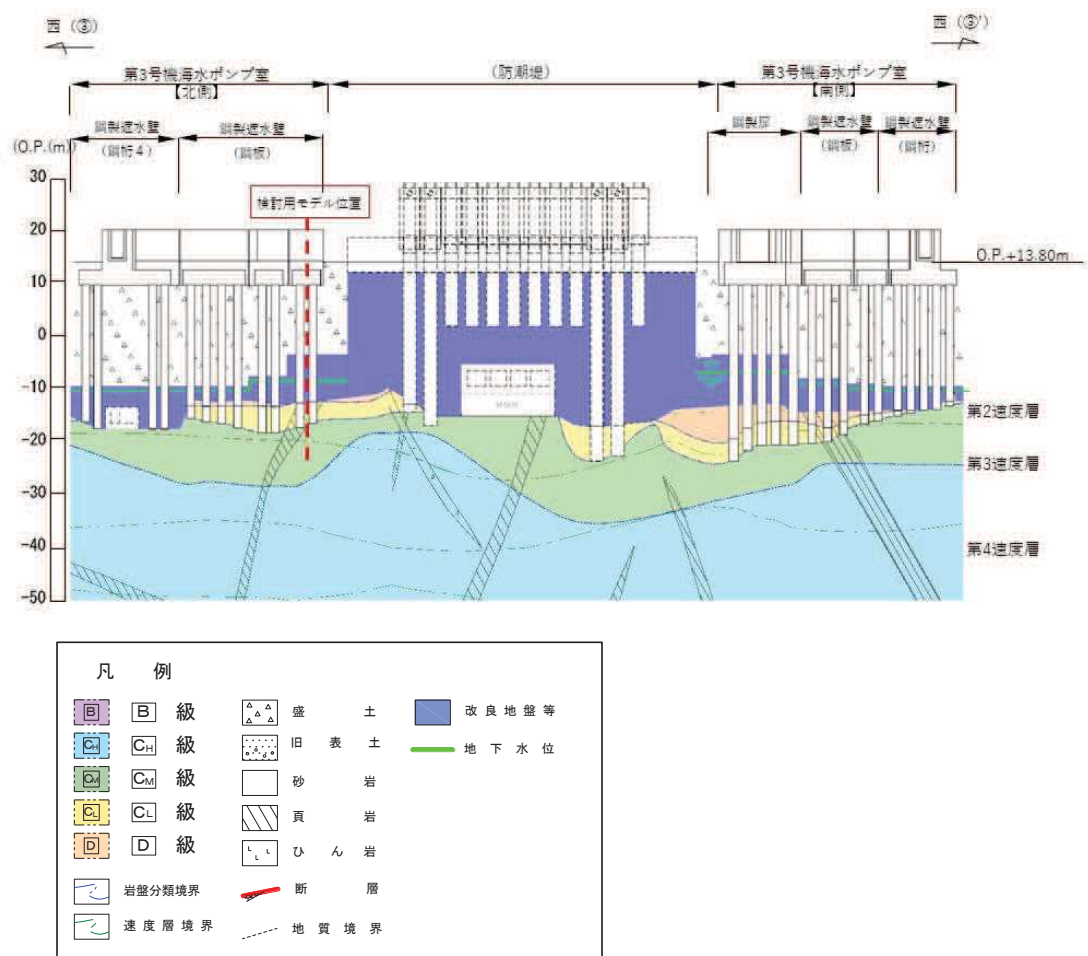 西（③）
西（③'）
第3号機海水ポンプ室
【北側】
(防潮堤)
第3号機海水ポンプ室
【南側】
鋼製遮水壁
(鋼桁4)
鋼製遮水壁
(鋼板)
鋼製扉
鋼製遮水壁
(鋼板)
鋼製遮水壁
(鋼桁)
(O.P.(m))
検討用モデル位置
30
20
10
0
-10
-20
-30
-40
-50
O.P.+13.80m
第2速度層
第3速度層
第4速度層
凡 例
B B 級
CH CH 級
CM CM 級
CL CL 級
D D 級
岩盤分類境界
速度層境界
盛 土
旧 表 土
砂 岩
頁 岩
ひ ん 岩
断 層
地 質 境 界
改良地盤等
地下水位